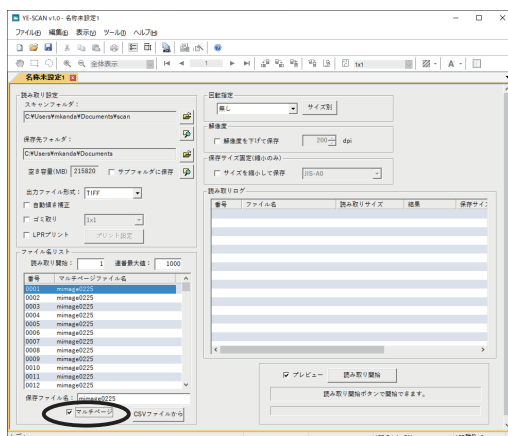 YE-SCAN v1.0 - 名称未設定1
ファイル(F) 編集(E) 表示(V) ツール(T) ヘルプ(H)
全体表示 1 1x1 A
名称未設定1
読み取り設定
スキャンフォルダ:
C:¥Users¥mkanda¥Documents¥scan
保存先フォルダ:
C:¥Users¥mkanda¥Documents
空き容量(MB) 215820 サブフォルダに保存
出力ファイル形式: TIFF
自動傾き補正
ゴミ取り 1x1
LPRプリント プリント設定
ファイル名リスト
読み取り開始: 1 連番最大値: 1000
番号 マルチページファイル名
0001 mimage0225
0002 mimage0225
0003 mimage0225
0004 mimage0225
0005 mimage0225
0006 mimage0225
0007 mimage0225
0008 mimage0225
0009 mimage0225
0010 mimage0225
0011 mimage0225
0012 mimage0225
保存ファイル名: mimage0225
マルチページ CSVファイルから
回転指定
無し サイズ別
解像度
解像度を下げて保存 200 dpi
保存サイズ固定(縮小のみ)
サイズを縮小して保存 JIS-A0
読み取りログ
番号 ファイル名 読み取りサイズ 結果 保存サイズ
プレビュー 読み取り開始
読み取り開始ボタンで開始できます。